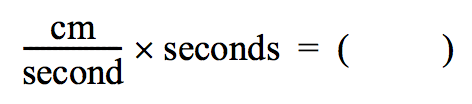 cm/second × seconds = (    )